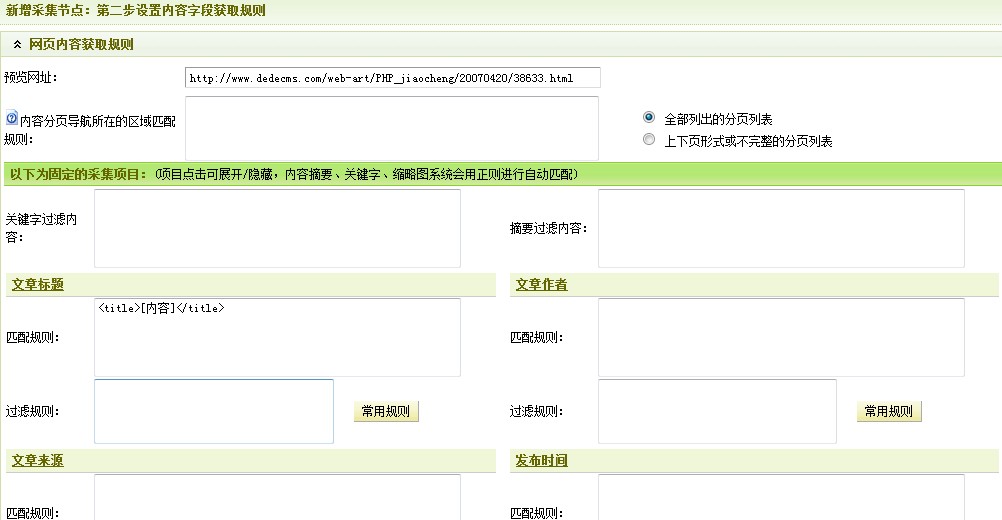 新增采集节点：第二步设置内容字段获取规则
网页内容获取规则
预览网址：
http://www.dedecms.com/web-art/PHP_jiaocheng/20070420/38633.html
内容分页导航所在的区域匹配
规则：
全部列出的分页列表
上下页形式或不完整的分页列表
以下为固定的采集项目：(项目点击可展开/隐藏，内容摘要、关键字、缩略图系统会用正则进行自动匹配)
关键字过滤内
容：
摘要过滤内容：
文章标题
文章作者
匹配规则：
<title>[内容]</title>
匹配规则：
过滤规则：
常用规则
过滤规则：
常用规则
文章来源
发布时间
匹配规则：
匹配规则：